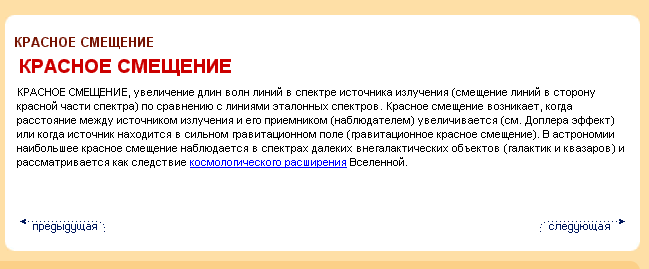 КРАСНОЕ СМЕЩЕНИЕ
КРАСНОЕ СМЕЩЕНИЕ
КРАСНОЕ СМЕЩЕНИЕ, увеличение длин волн линий в спектре источника излучения (смещение линий в сторону
красной части спектра) по сравнению с линиями эталонных спектров. Красное смещение возникает, когда
расстояние между источником излучения и его приемником (наблюдателем) увеличивается (см. Доплера эффект)
или когда источник находится в сильном гравитационном поле (гравитационное красное смещение). В астрономии
наибольшее красное смещение наблюдается в спектрах далеких внегалактических объектов (галактик и квазаров) и
рассматривается как следствие космологического расширения Вселенной.
предыдущая следующая